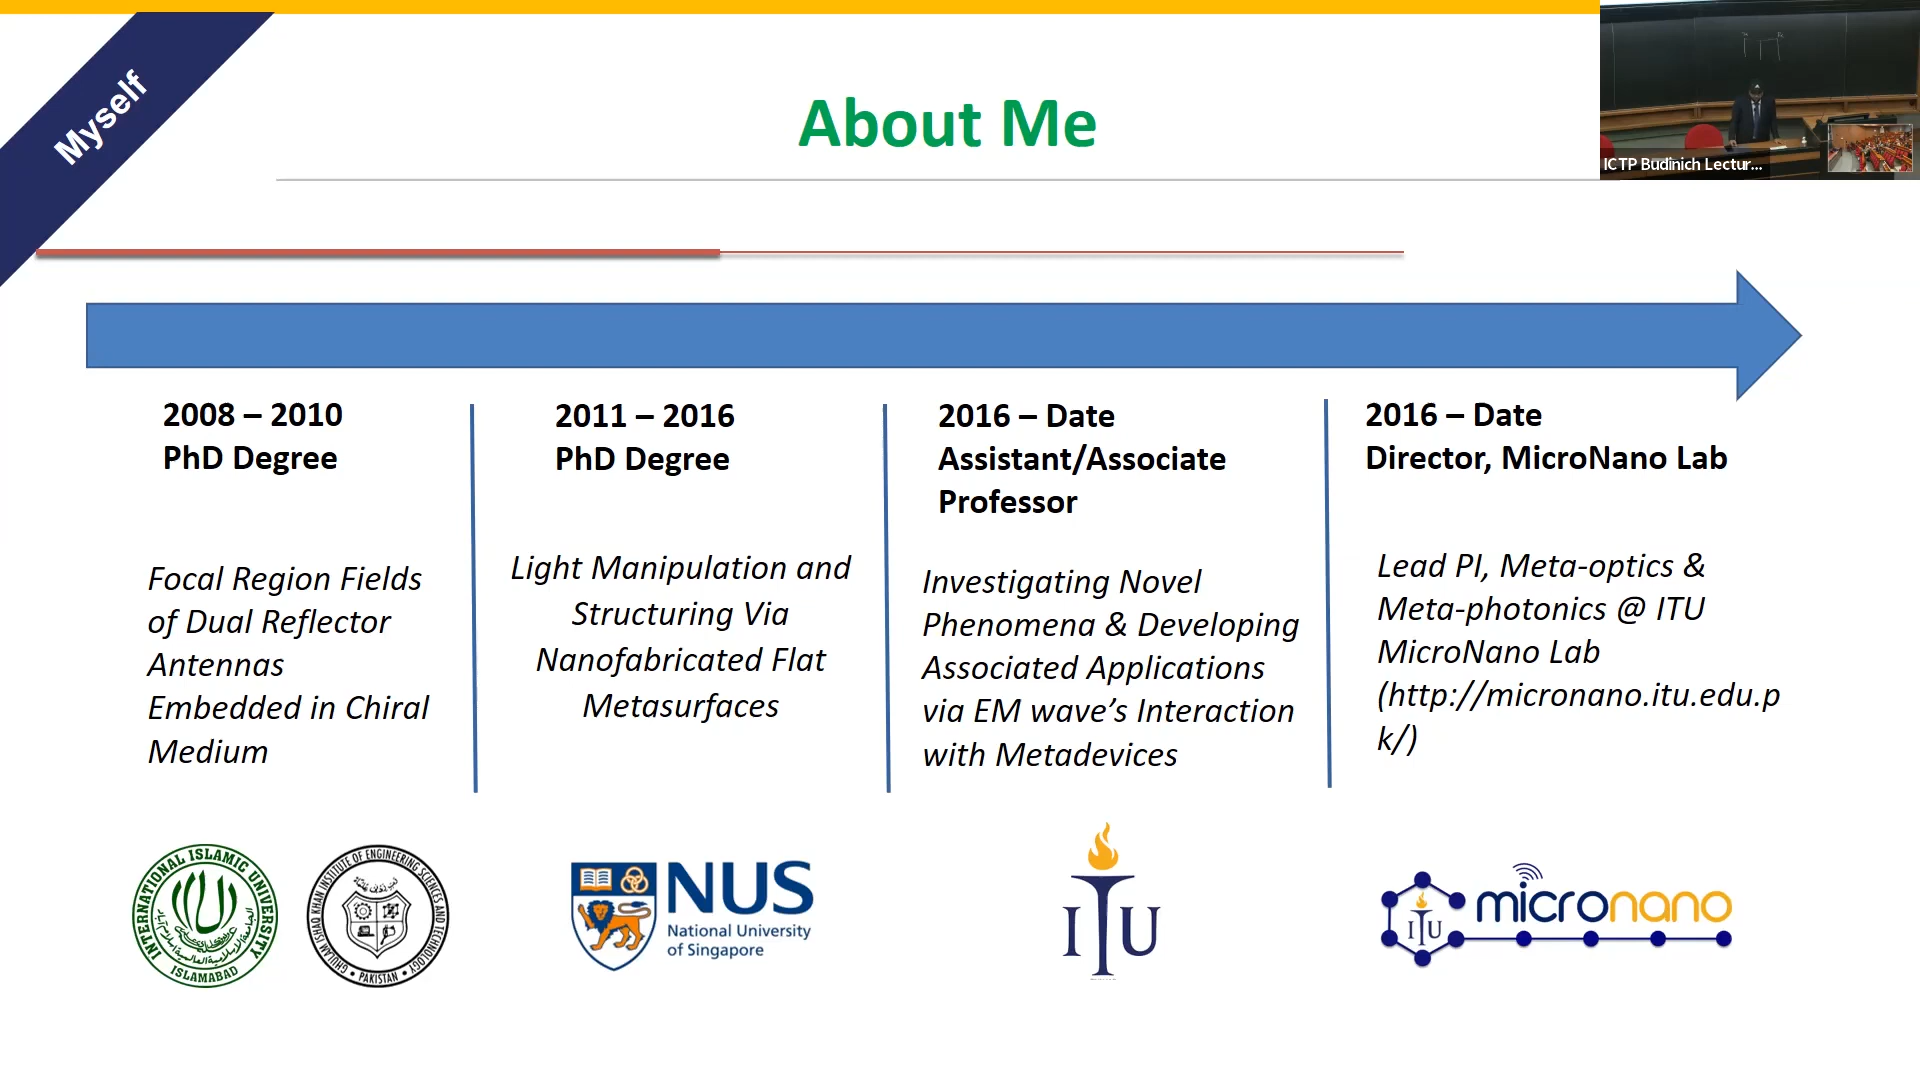 Myself
About Me
ICTP Budinich Lectur...
2008 – 2010
PhD Degree
Focal Region Fields
of Dual Reflector
Antennas
Embedded in Chiral
Medium
2011 – 2016
PhD Degree
Light Manipulation and
Structuring Via
Nanofabricated Flat
Metasurfaces
2016 – Date
Assistant/Associate
Professor
Investigating Novel
Phenomena & Developing
Associated Applications
via EM wave's Interaction
with Metadevices
2016 – Date
Director, MicroNano Lab
Lead PI, Meta-optics &
Meta-photonics @ ITU
MicroNano Lab
(http://micronano.itu.edu.p
k/)
INTERNATIONAL ISLAMIC UNIVERSITY
ISLAMABAD
GHULAM ISHAQ KHAN INSTITUTE OF ENGINEERING SCIENCES AND TECHNOLOGY
• PAKISTAN •
NUS
National University
of Singapore
ITU
ITU
micronano